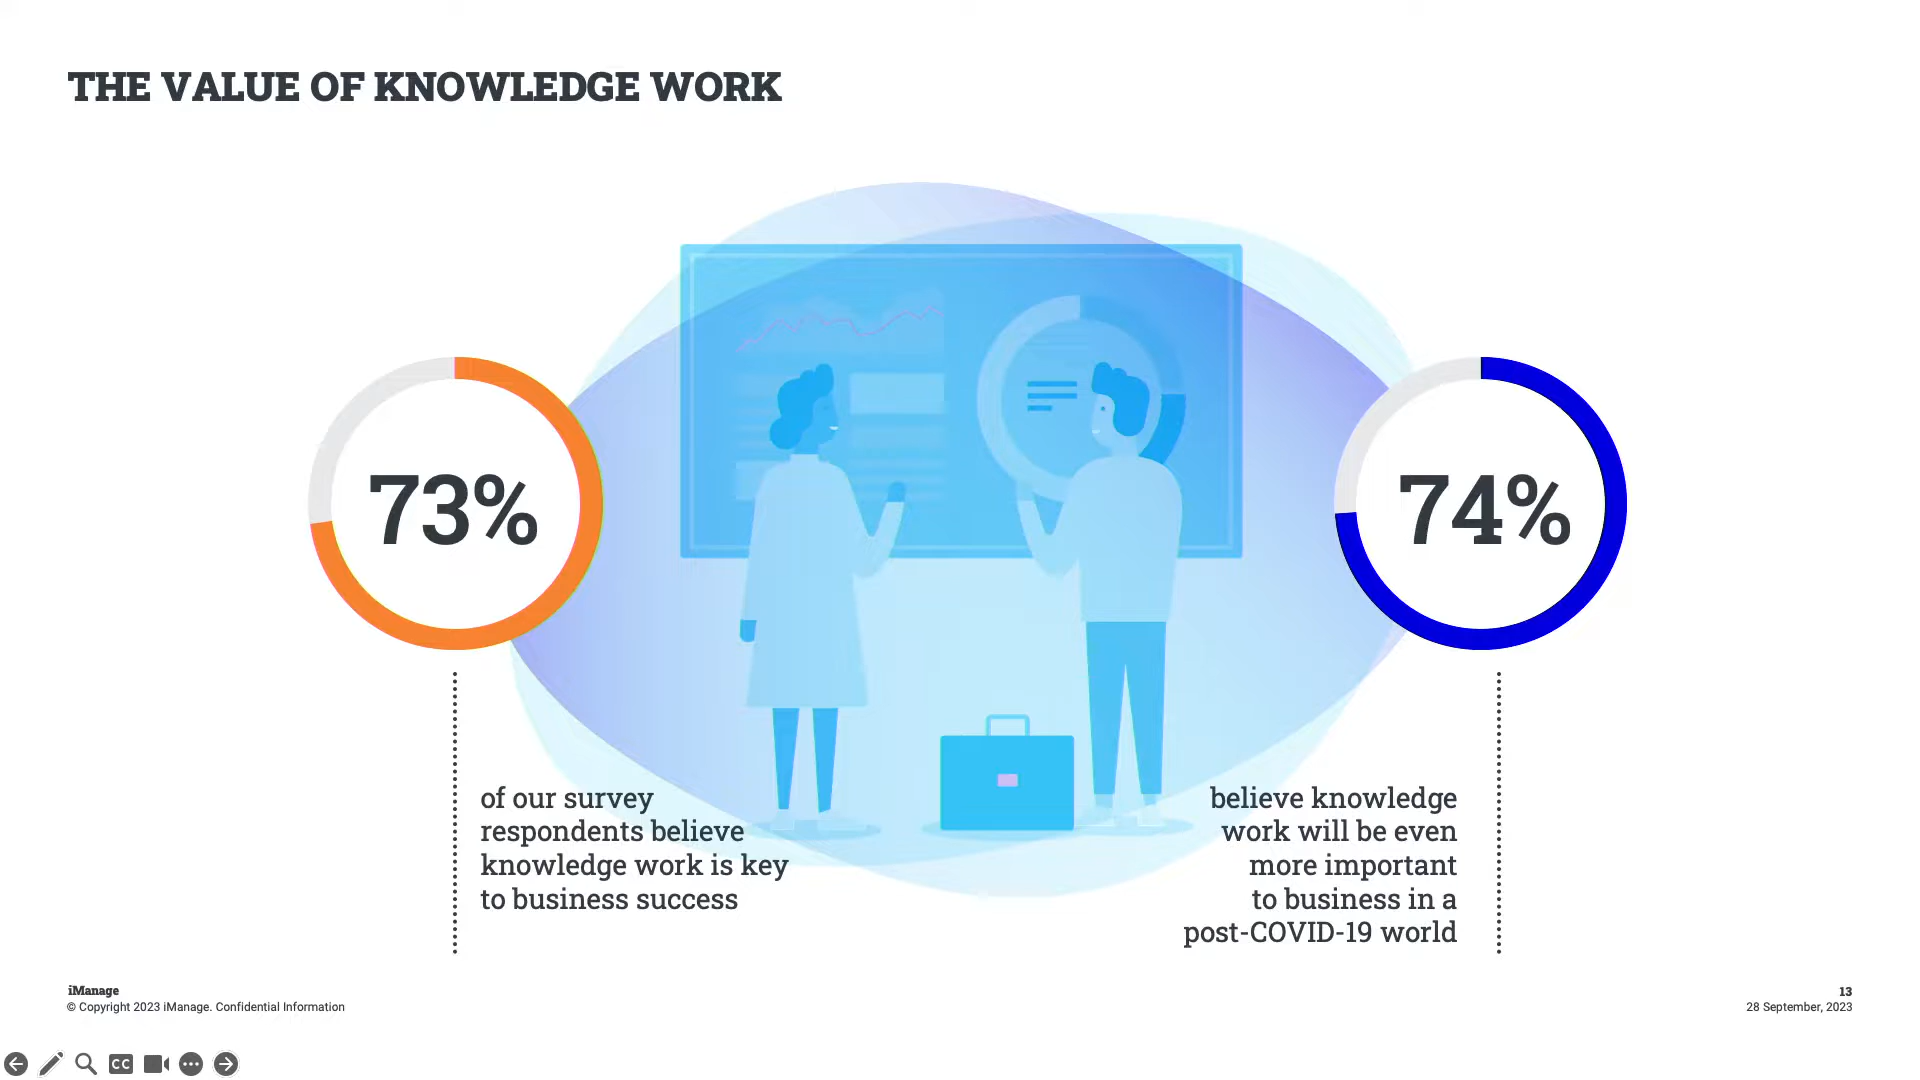 THE VALUE OF KNOWLEDGE WORK
73%
of our survey
respondents believe
knowledge work is key
to business success
74%
believe knowledge
work will be even
more important
to business in a
post-COVID-19 world
iManage
© Copyright 2023 iManage. Confidential Information
13
28 September, 2023
CC